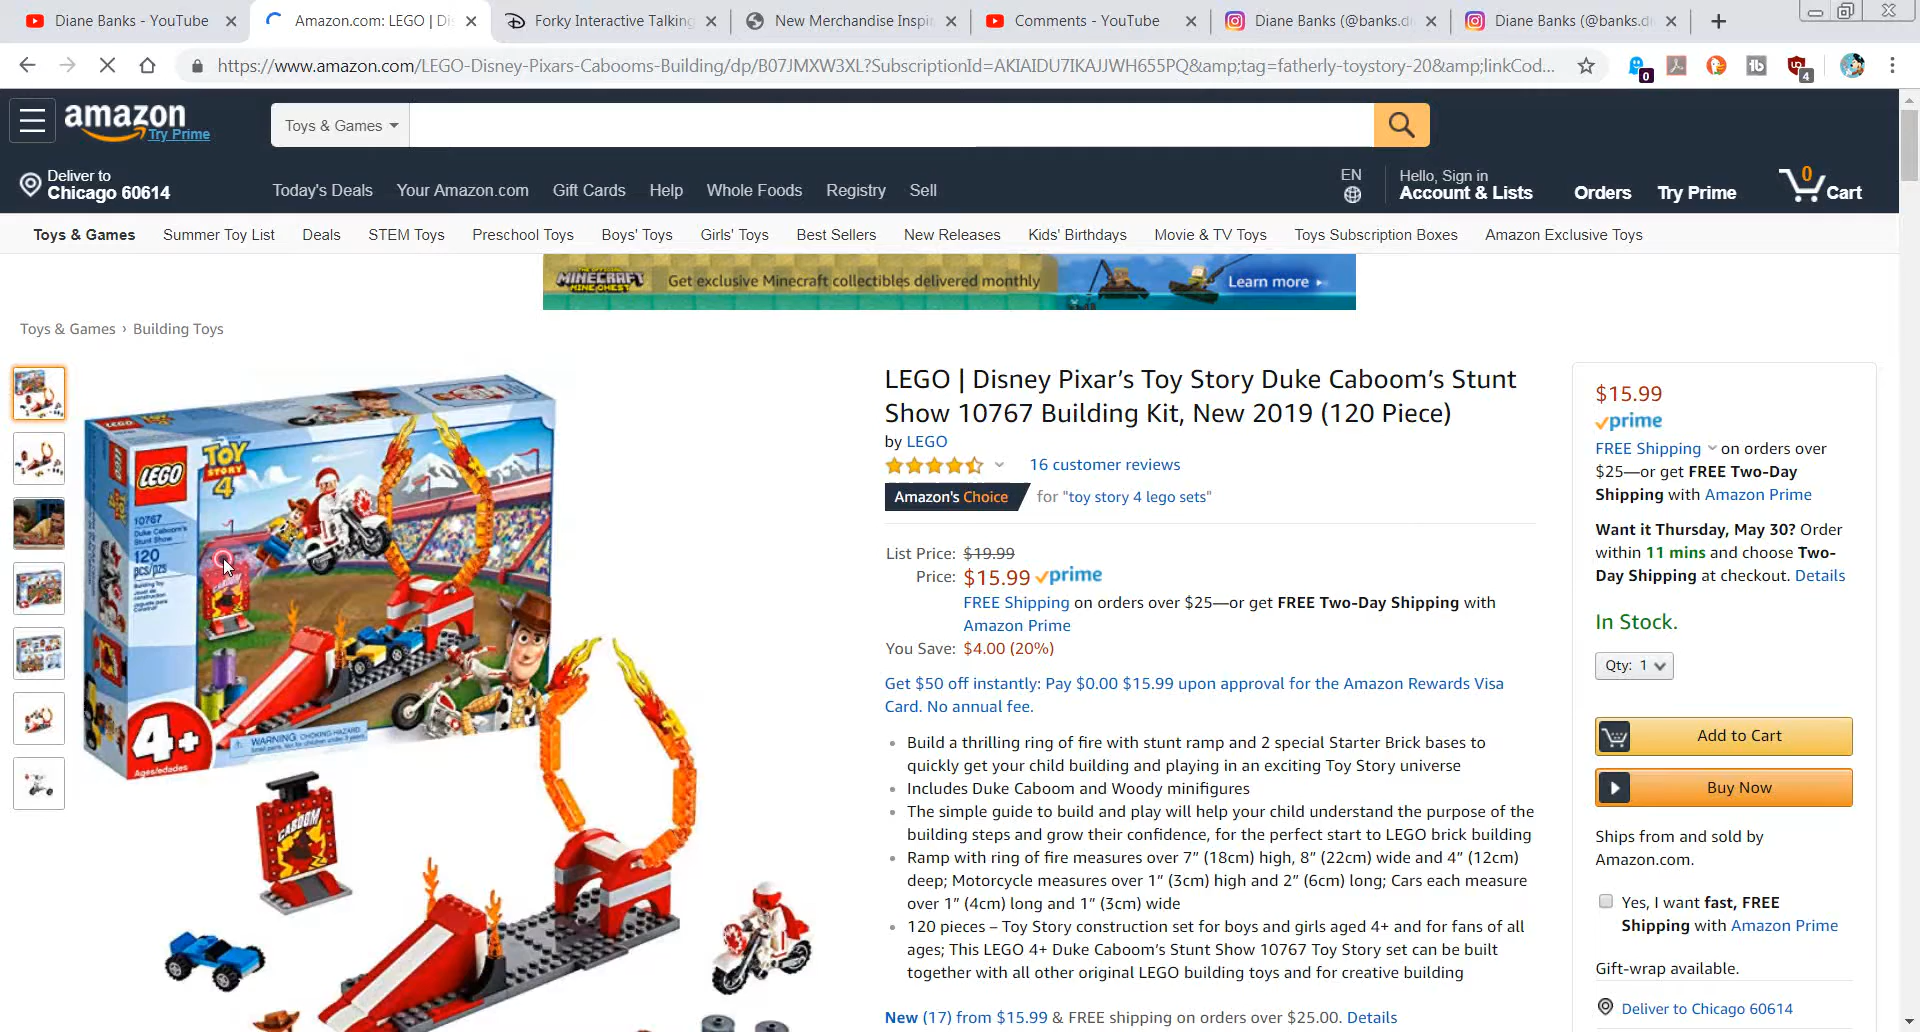 Diane Banks - YouTube
Amazon.com: LEGO | Di
Forky Interactive Talking
New Merchandise Inspi
Comments - YouTube
Diane Banks (@banks.di
Diane Banks (@banks.di
https://www.amazon.com/LEGO-Disney-Pixars-Cabooms-Building/dp/B07JMXW3XL?SubscriptionId=AKIAIDU7IKAJJWH655PQ&amp;tag=fatherly-toystory-20&amp;linkCod...
0
4
amazon
Try Prime
Toys & Games
Deliver to
Chicago 60614
Today's Deals
Your Amazon.com
Gift Cards
Help
Whole Foods
Registry
Sell
EN
Hello, Sign in
Account & Lists
Orders
Try Prime
0
Cart
Toys & Games
Summer Toy List
Deals
STEM Toys
Preschool Toys
Boys' Toys
Girls' Toys
Best Sellers
New Releases
Kids' Birthdays
Movie & TV Toys
Toys Subscription Boxes
Amazon Exclusive Toys
MINECRAFT
MINE CHEST
Get exclusive Minecraft collectibles delivered monthly
Learn more
Toys & Games › Building Toys
LEGO
TOY
STORY
4
10767
Duke Caboom's
Stunt Show
120
PCS/PZS
4+
Ages/edades
WARNING: CHOKING HAZARD.
CABOOM
LEGO | Disney Pixar's Toy Story Duke Caboom's Stunt
Show 10767 Building Kit, New 2019 (120 Piece)
by LEGO
16 customer reviews
Amazon's Choice
for "toy story 4 lego sets"
List Price: $19.99
Price: $15.99 prime
FREE Shipping on orders over $25—or get FREE Two-Day Shipping with
Amazon Prime
You Save: $4.00 (20%)
Get $50 off instantly: Pay $0.00 $15.99 upon approval for the Amazon Rewards Visa
Card. No annual fee.
Build a thrilling ring of fire with stunt ramp and 2 special Starter Brick bases to
quickly get your child building and playing in an exciting Toy Story universe
Includes Duke Caboom and Woody minifigures
The simple guide to build and play will help your child understand the purpose of the
building steps and grow their confidence, for the perfect start to LEGO brick building
Ramp with ring of fire measures over 7” (18cm) high, 8” (22cm) wide and 4” (12cm)
deep; Motorcycle measures over 1” (3cm) high and 2” (6cm) long; Cars each measure
over 1” (4cm) long and 1” (3cm) wide
120 pieces – Toy Story construction set for boys and girls aged 4+ and for fans of all
ages; This LEGO 4+ Duke Caboom's Stunt Show 10767 Toy Story set can be built
together with all other original LEGO building toys and for creative building
New (17) from $15.99 & FREE shipping on orders over $25.00. Details
$15.99
prime
FREE Shipping on orders over
$25—or get FREE Two-Day
Shipping with Amazon Prime
Want it Thursday, May 30? Order
within 11 mins and choose Two-
Day Shipping at checkout. Details
In Stock.
Qty: 1
Add to Cart
Buy Now
Ships from and sold by
Amazon.com.
Yes, I want fast, FREE
Shipping with Amazon Prime
Gift-wrap available.
Deliver to Chicago 60614